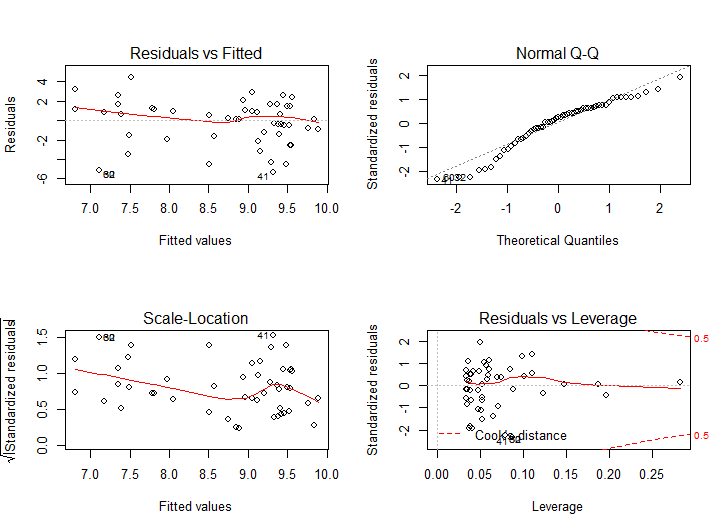 Residuals vs Fitted
Residuals
4
2
-2
-6
41
7.0 7.5 8.0 8.5 9.0 9.5 10.0
Fitted values
Normal Q-Q
Standardized residuals
2
1
0
-1
-2
-2 -1 0 1 2
Theoretical Quantiles
Scale-Location
√|Standardized residuals|
1.5
1.0
0.5
0.0
41
7.0 7.5 8.0 8.5 9.0 9.5 10.0
Fitted values
Residuals vs Leverage
Standardized residuals
2
1
0
-1
-2
0.5
0.5
Cook's distance
41
0.00 0.05 0.10 0.15 0.20 0.25
Leverage